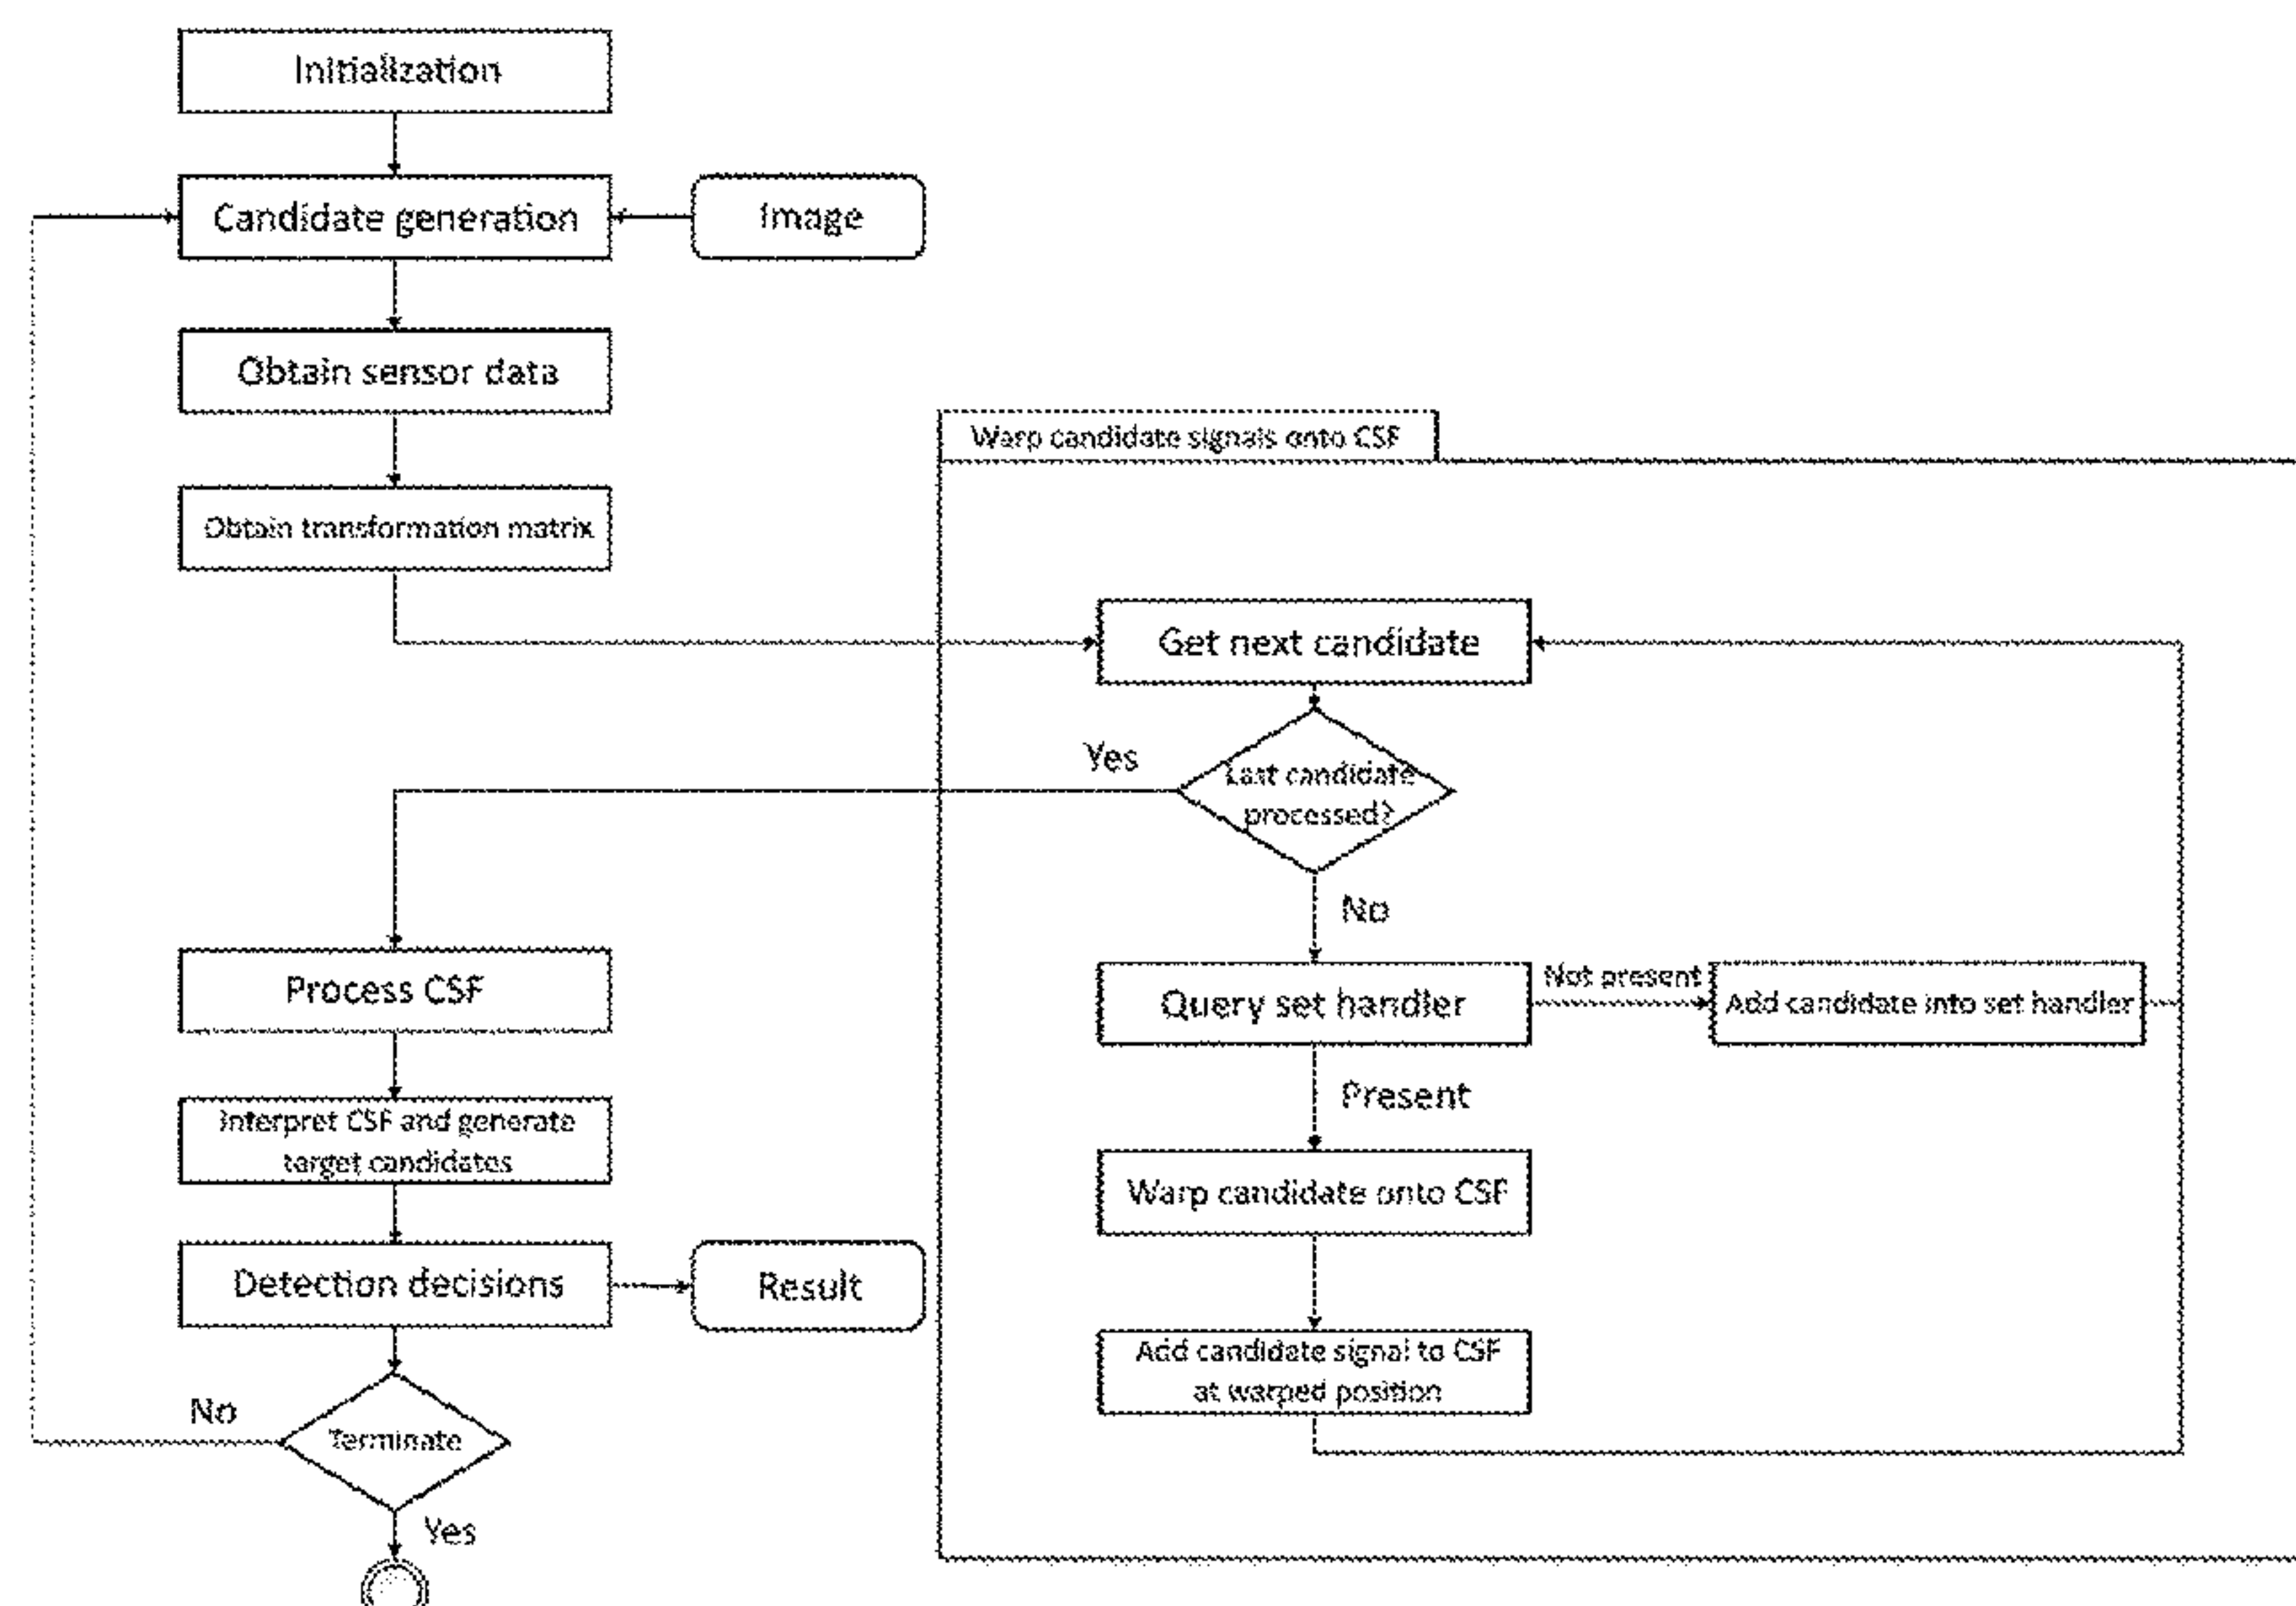 Initialization
Candidate generation
Image
Obtain sensor data
Obtain transformation matrix
Warp candidate signals onto CSF
Get next candidate
Yes
Last candidate
processed?
No
Query set handler
Not present
Add candidate into set handler
Present
Warp candidate onto CSF
Add candidate signal to CSF
at warped position
Process CSF
Interpret CSF and generate
target candidates
Detection decisions
Result
No
Terminate
Yes